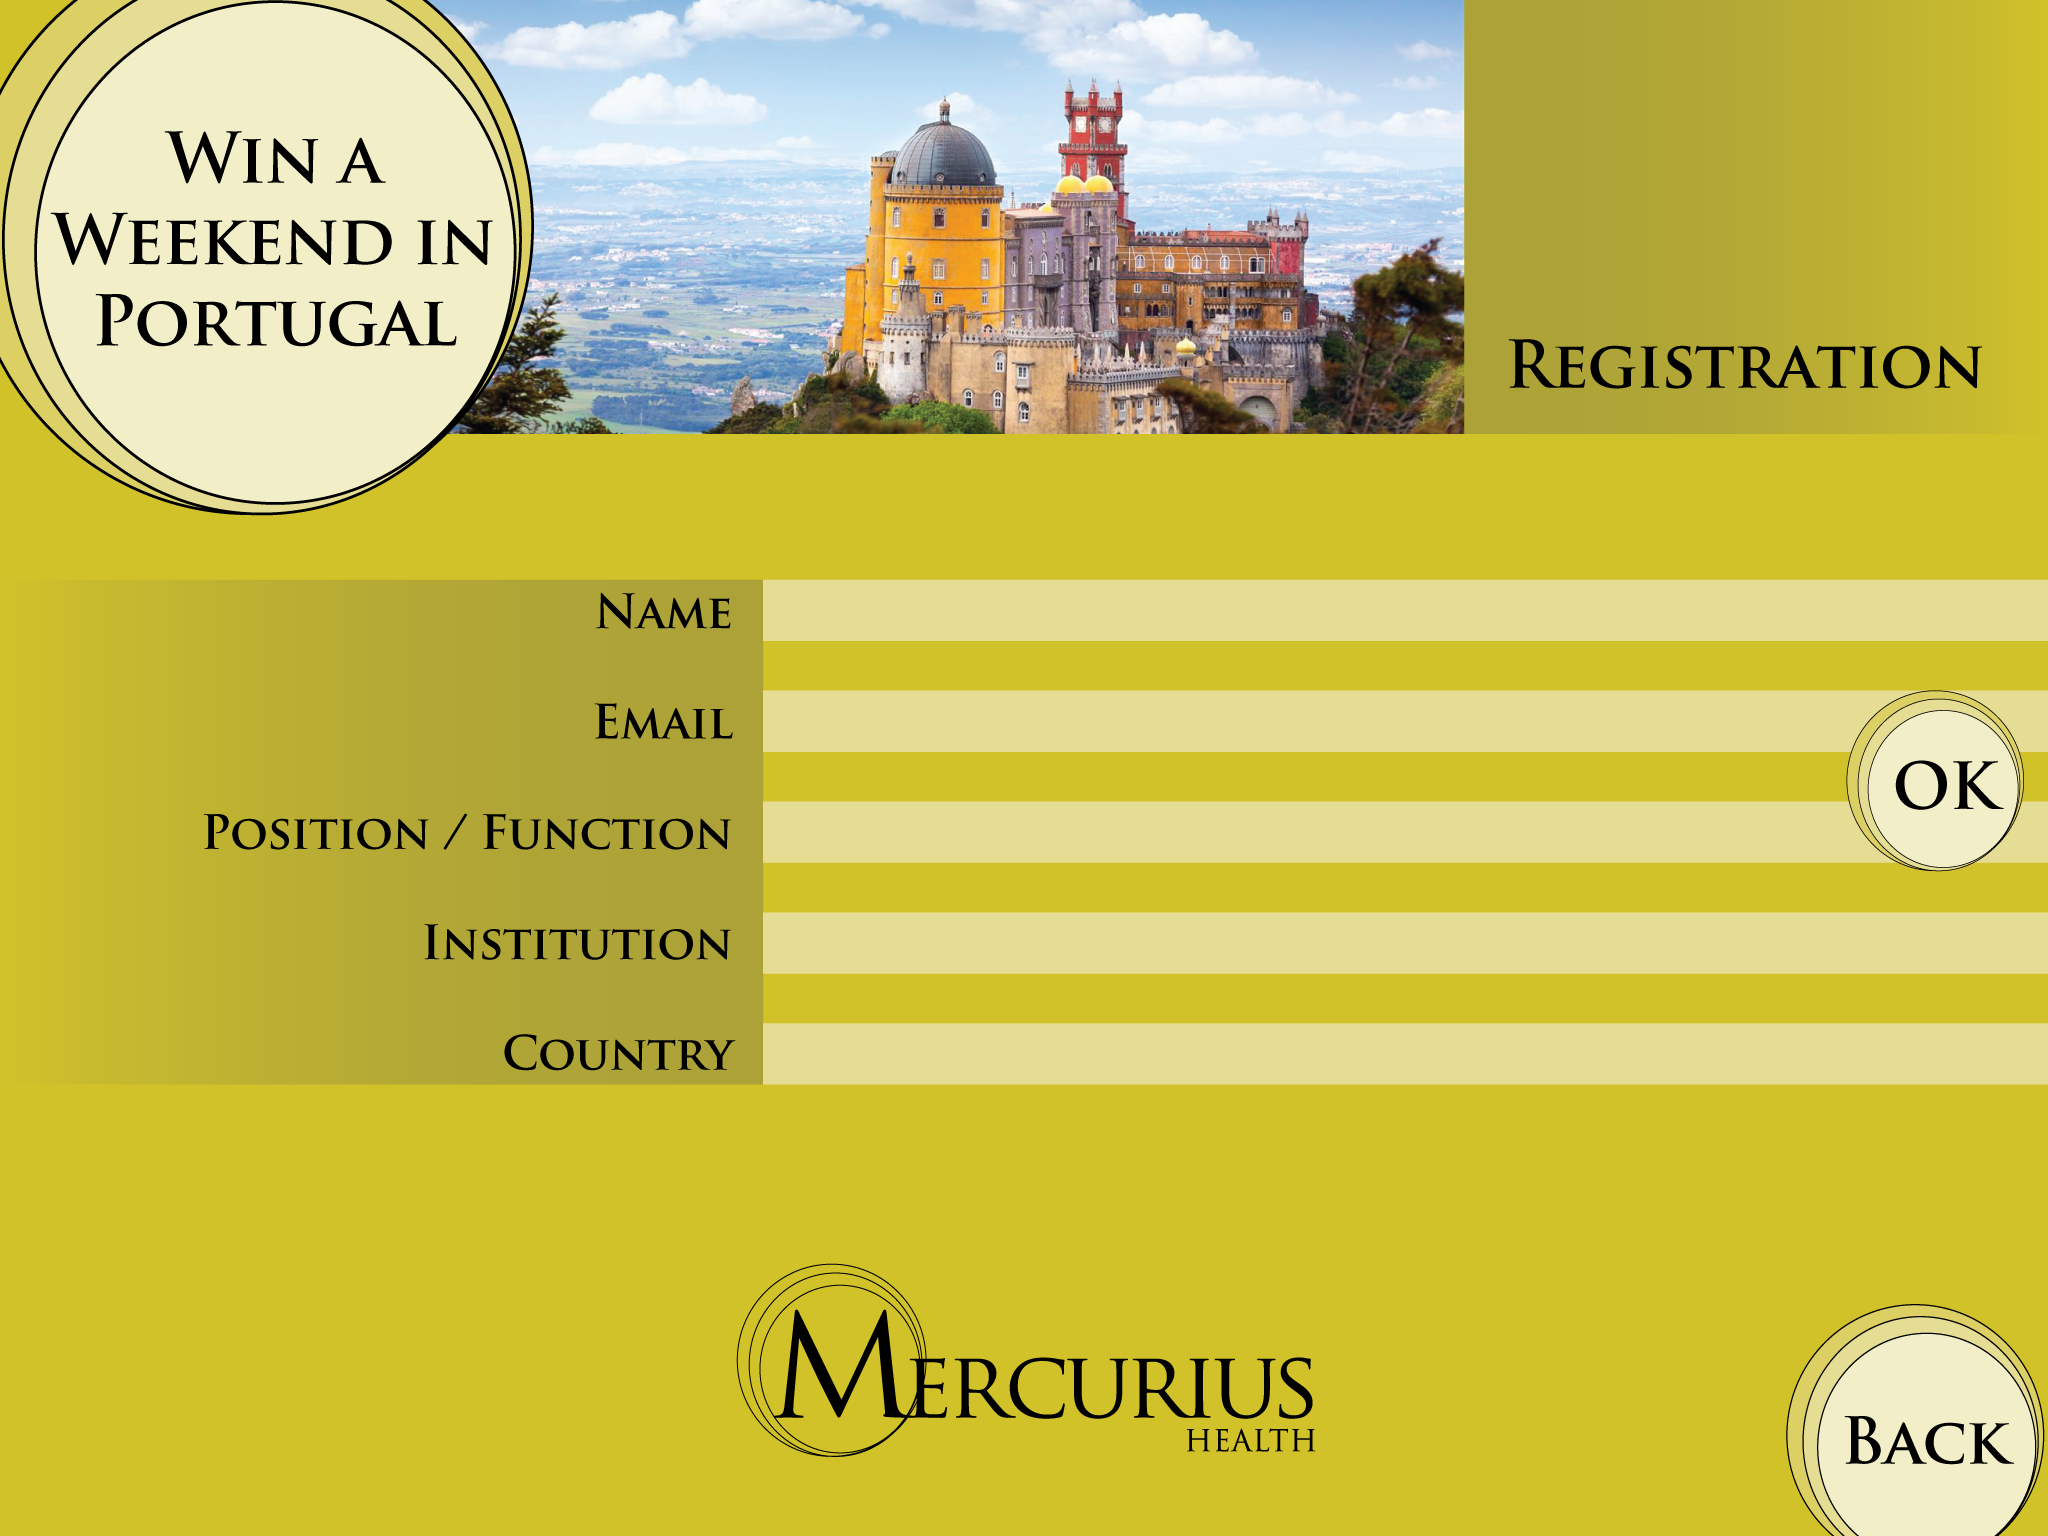 Win a
Weekend in
Portugal
Registration
Name
Email
OK
Position / Function
Institution
Country
Mercurius
Health
Back